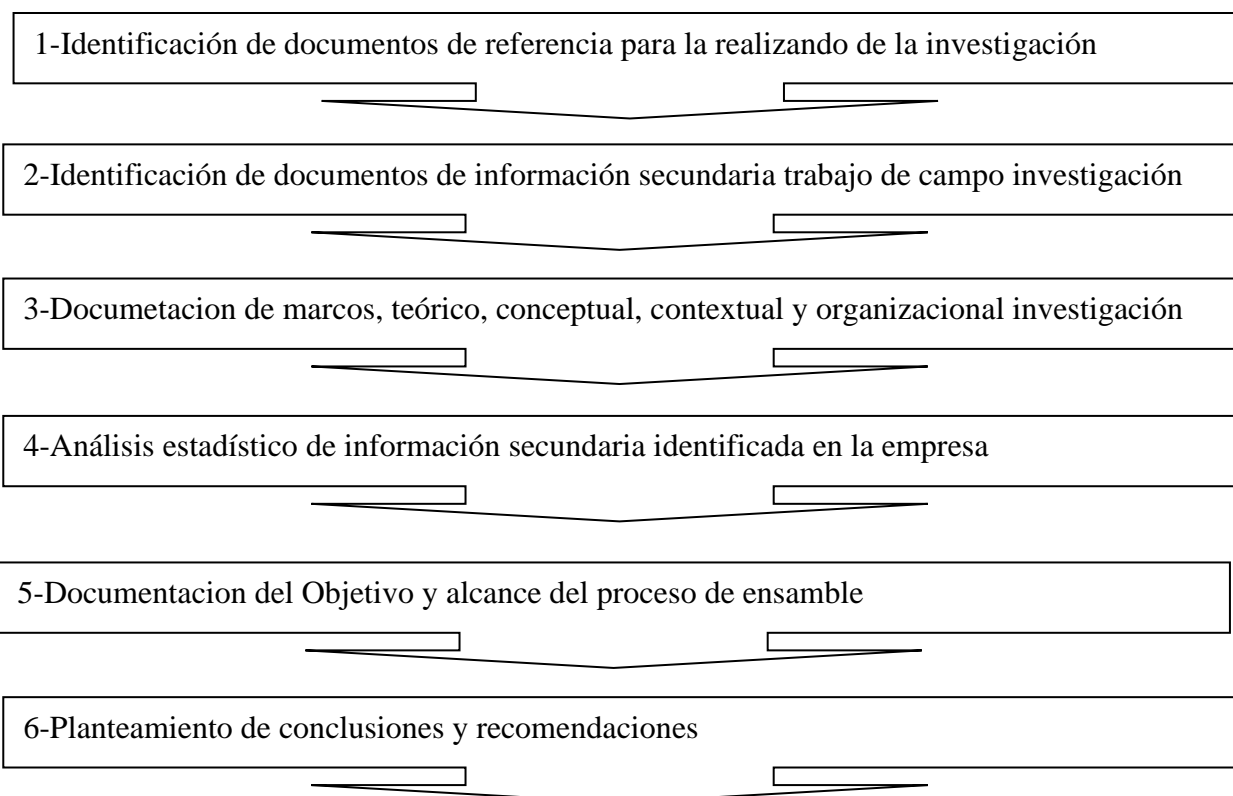 1-Identificación de documentos de referencia para la realizando de la investigación
2-Identificación de documentos de información secundaria trabajo de campo investigación
3-Documetacion de marcos, teórico, conceptual, contextual y organizacional investigación
4-Análisis estadístico de información secundaria identificada en la empresa
5-Documentacion del Objetivo y alcance del proceso de ensamble
6-Planteamiento de conclusiones y recomendaciones